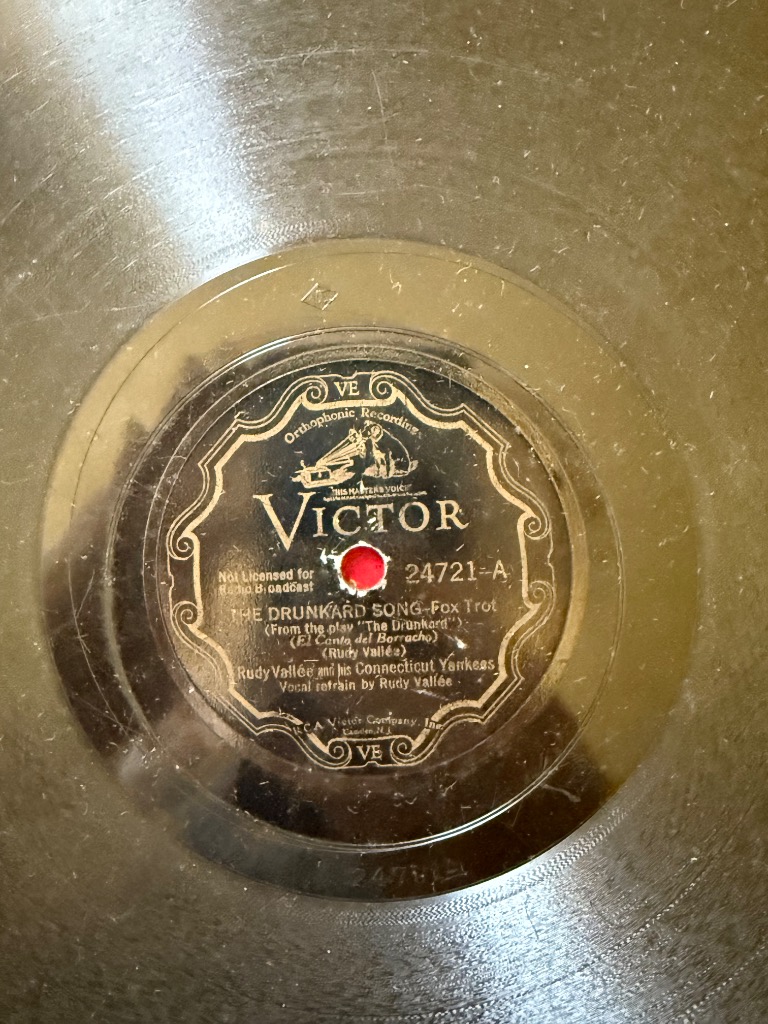 VE
Orthophonic Recording
"HIS MASTER'S VOICE"
VICTOR
Not Licensed for
Radio Broadcast
24721-A
THE DRUNKARD SONG-Fox Trot
(From the play "The Drunkard")
(El Canto del Borracho)
(Rudy Vallée)
Rudy Vallée and his Connecticut Yankees
Vocal refrain by Rudy Vallée
RCA Victor Company, Inc.
Camden, N.J.
VE